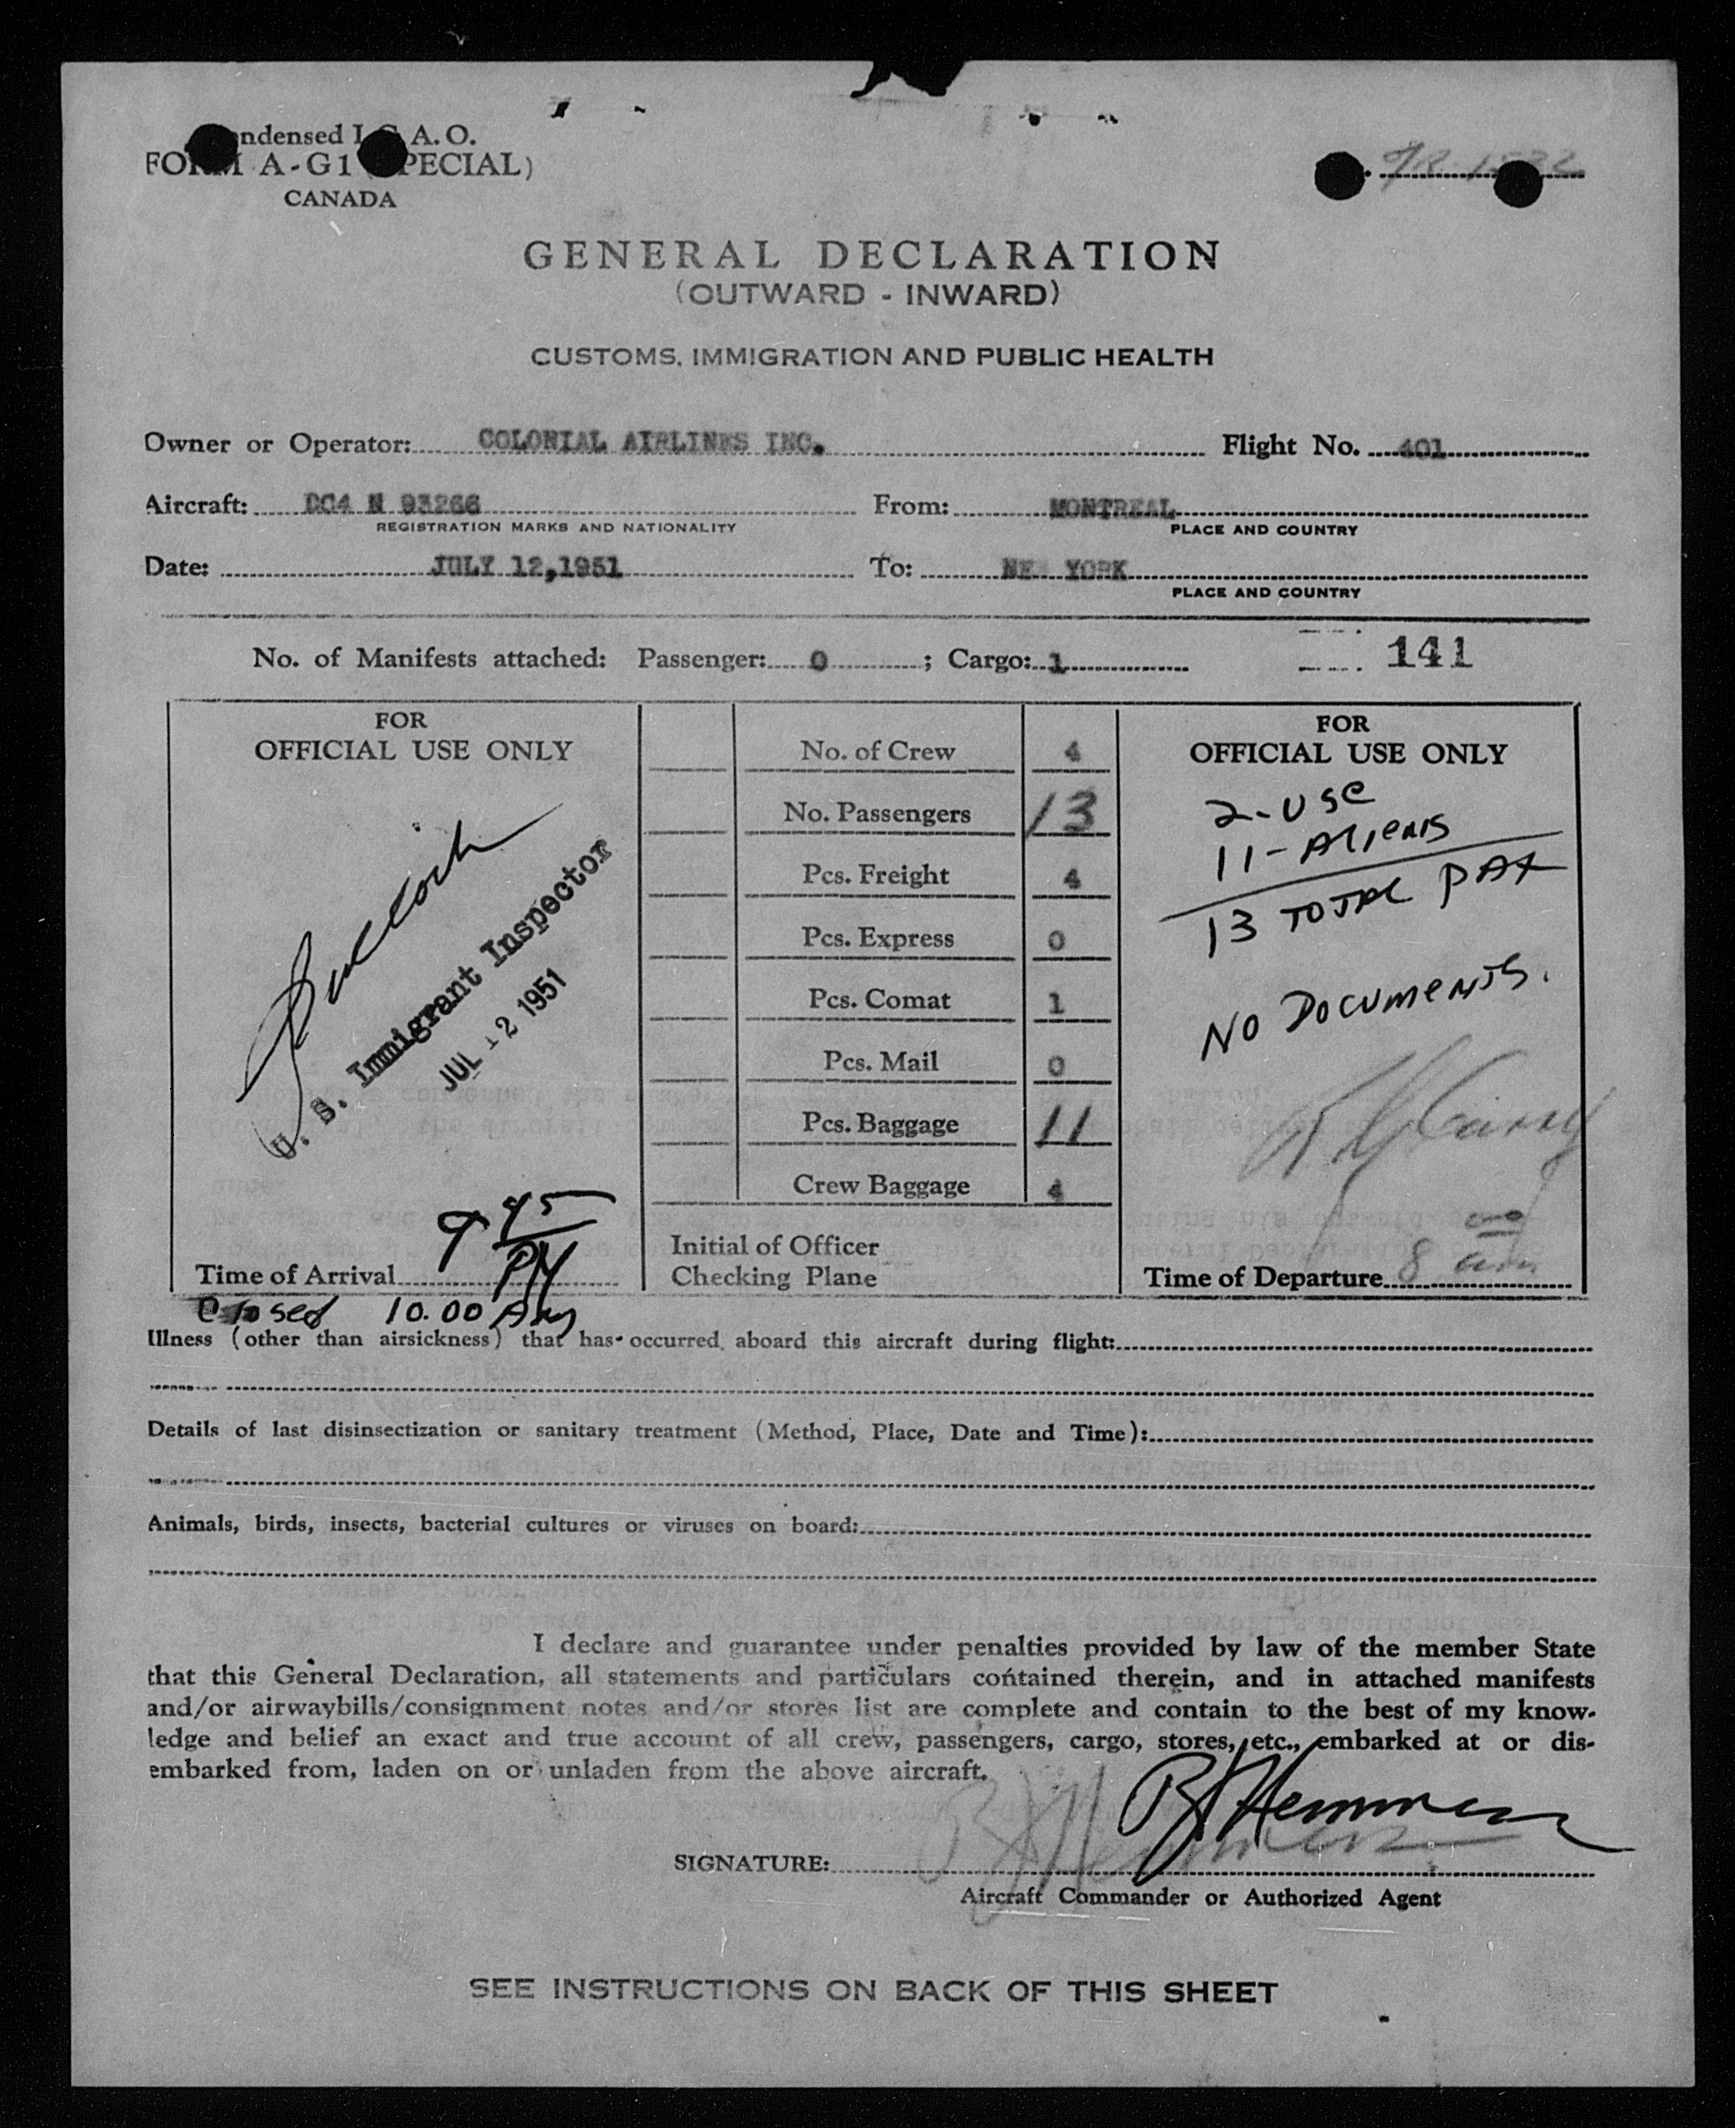 ndensed I C A. O.
FORM A-G1 (SPECIAL)
CANADA
GENERAL DECLARATION
(OUTWARD - INWARD)
CUSTOMS, IMMIGRATION AND PUBLIC HEALTH
Owner or Operator: COLONIAL AIRLINES INC. Flight No. 401
Aircraft: DC4 N 93266 From: MONTREAL
REGISTRATION MARKS AND NATIONALITY PLACE AND COUNTRY
Date: JULY 12,1951 To: NE YORK
PLACE AND COUNTRY
No. of Manifests attached: Passenger: 0 ; Cargo: 1 141
FOR
OFFICIAL USE ONLY
U. S. Immigrant Inspector
JUL 12 1951
9 45
PM
Time of Arrival
Closed 10.00 Am
No. of Crew 4
No. Passengers 13
Pcs. Freight 4
Pcs. Express 0
Pcs. Comat 1
Pcs. Mail 0
Pcs. Baggage 11
Crew Baggage 4
Initial of Officer
Checking Plane
FOR
OFFICIAL USE ONLY
2-USC
11-Aliens
13 TOTAL PAX
NO DOCUMENTS.
Time of Departure 8 00 am
Illness (other than airsickness) that has occurred aboard this aircraft during flight:
Details of last disinsectization or sanitary treatment (Method, Place, Date and Time):
Animals, birds, insects, bacterial cultures or viruses on board:
I declare and guarantee under penalties provided by law of the member State
that this General Declaration, all statements and particulars contained therein, and in attached manifests
and/or airwaybills/consignment notes and/or stores list are complete and contain to the best of my know-
ledge and belief an exact and true account of all crew, passengers, cargo, stores, etc., embarked at or dis-
embarked from, laden on or unladen from the above aircraft.
SIGNATURE:
Aircraft Commander or Authorized Agent
SEE INSTRUCTIONS ON BACK OF THIS SHEET